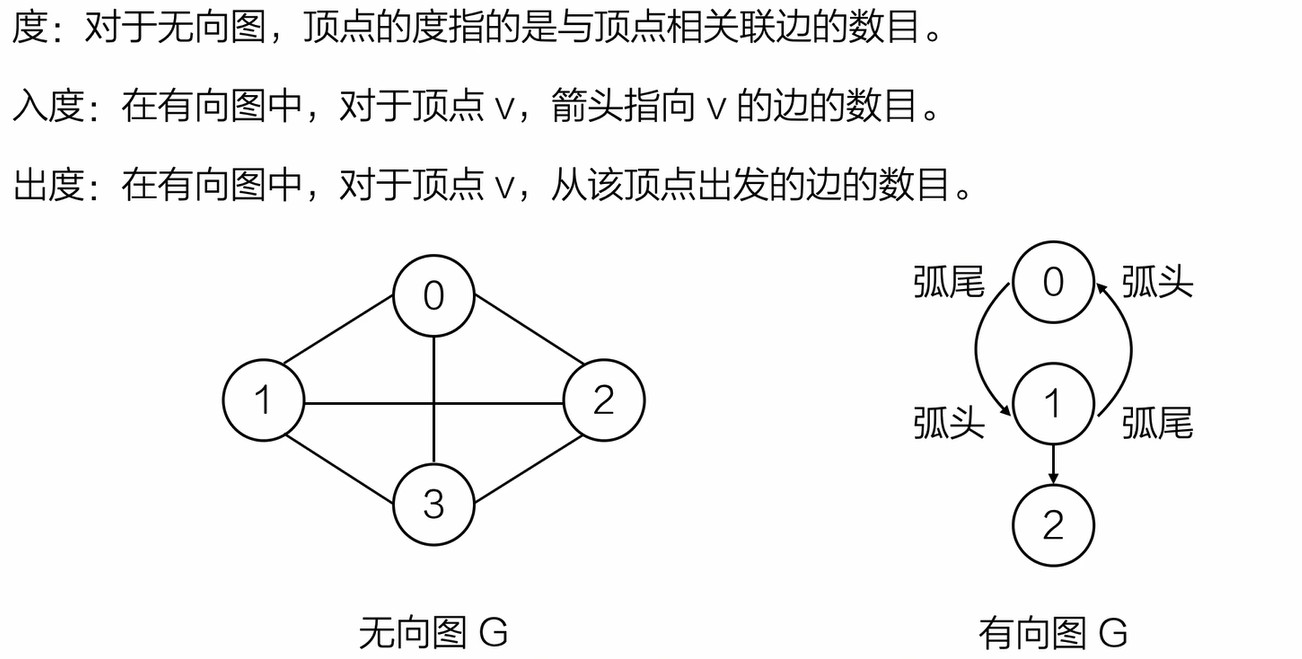 度：对于无向图，顶点的度指的是与顶点相关联边的数目。
入度：在有向图中，对于顶点 v，箭头指向 v 的边的数目。
出度：在有向图中，对于顶点 v，从该顶点出发的边的数目。
0
1
2
3
无向图 G
弧尾
0
弧头
弧头
1
弧尾
2
有向图 G